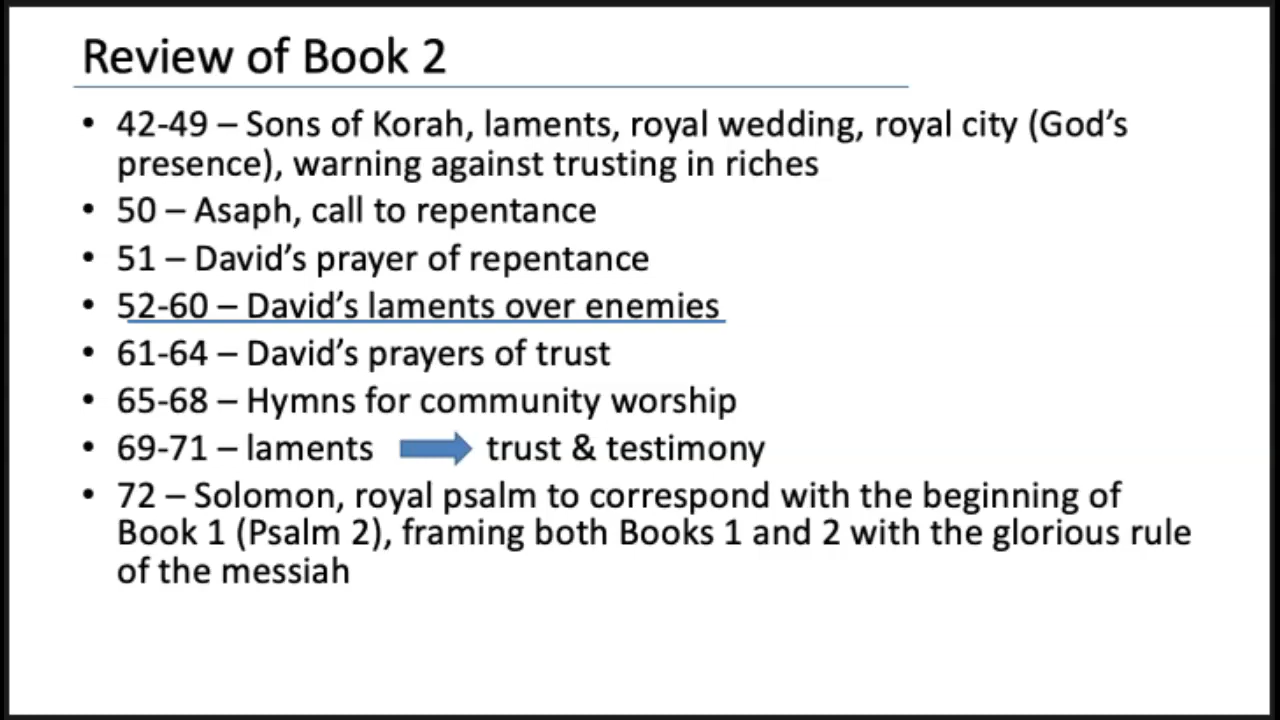 Review of Book 2
• 42-49 – Sons of Korah, laments, royal wedding, royal city (God’s
presence), warning against trusting in riches
• 50 – Asaph, call to repentance
• 51 – David’s prayer of repentance
• 52-60 – David’s laments over enemies
• 61-64 – David’s prayers of trust
• 65-68 – Hymns for community worship
• 69-71 – laments trust & testimony
• 72 – Solomon, royal psalm to correspond with the beginning of
Book 1 (Psalm 2), framing both Books 1 and 2 with the glorious rule
of the messiah